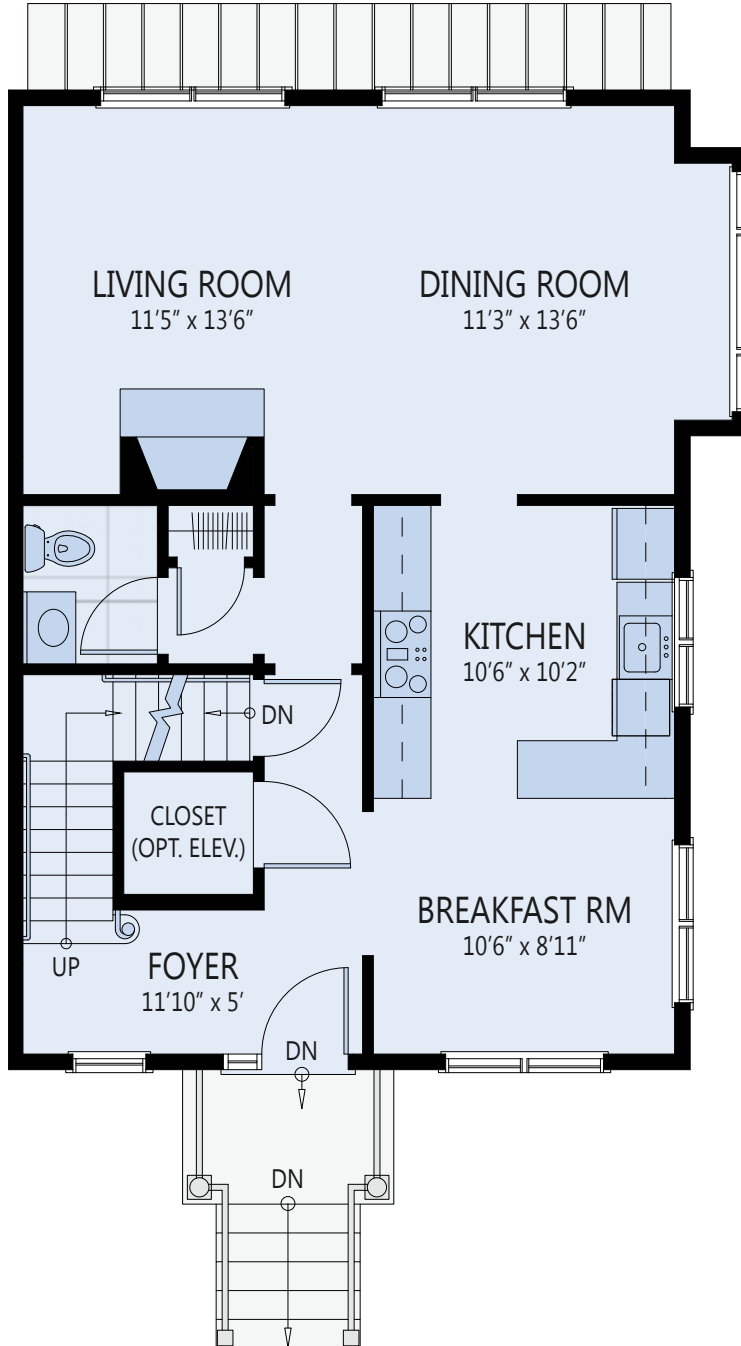 LIVING ROOM
11'5" x 13'6"
DINING ROOM
11'3" x 13'6"
KITCHEN
10'6" x 10'2"
DN
CLOSET
(OPT. ELEV.)
BREAKFAST RM
10'6" x 8'11"
UP
FOYER
11'10" x 5'
DN
DN